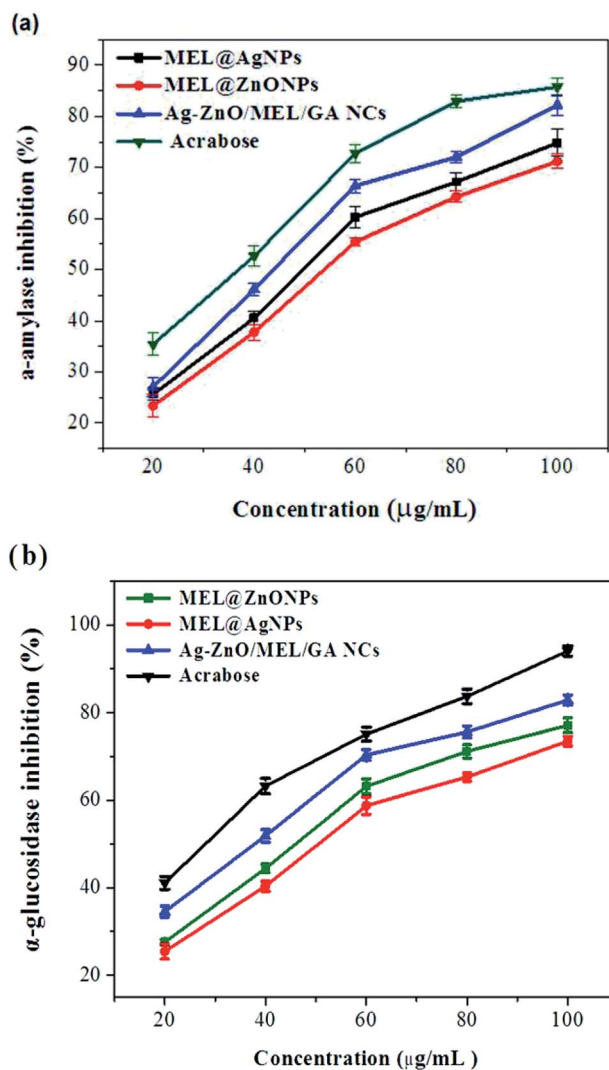 (a)
MEL@AgNPs
MEL@ZnONPs
Ag-ZnO/MEL/GA NCs
Acrabose
90
80
70
60
50
40
30
20
a-amylase inhibition (%)
20 40 60 80 100
Concentration (μg/mL)
(b)
MEL@ZnONPs
MEL@AgNPs
Ag-ZnO/MEL/GA NCs
Acrabose
100
80
60
40
20
α-glucosidase inhibition (%)
20 40 60 80 100
Concentration (μg/mL )